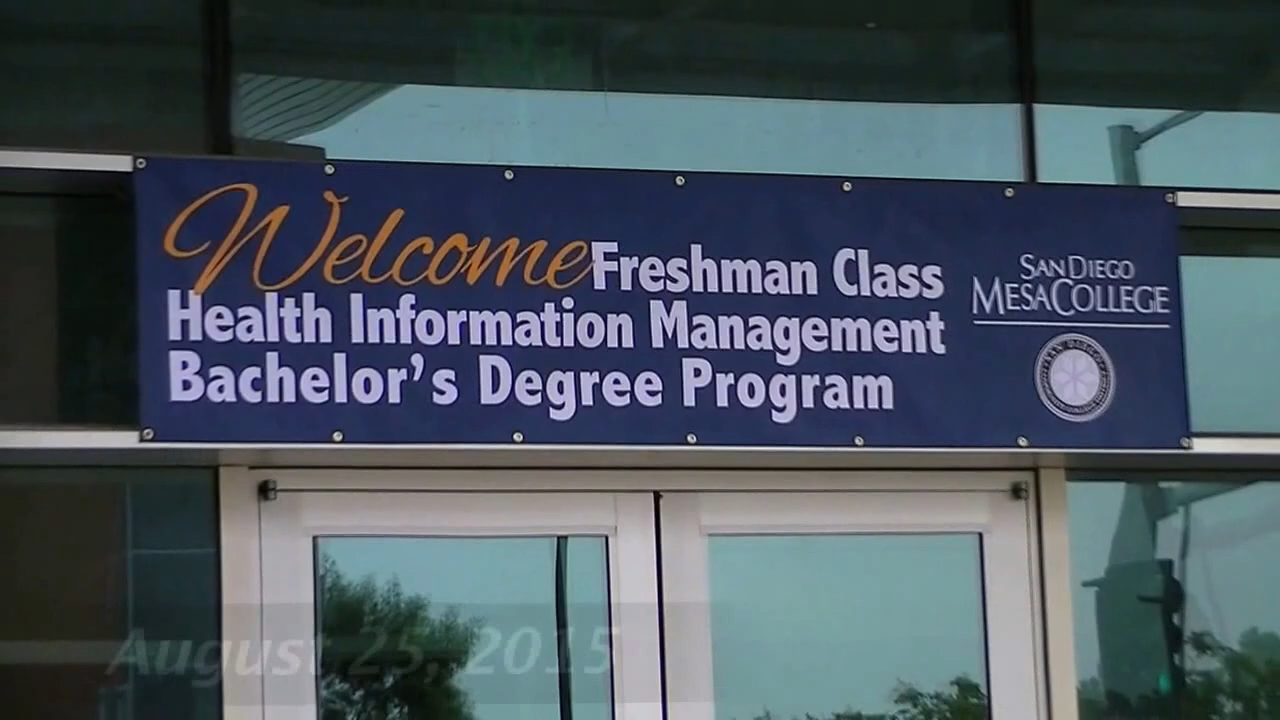 Welcome Freshman Class
Health Information Management
Bachelor's Degree Program
SAN DIEGO
MESA COLLEGE
August 25, 2015